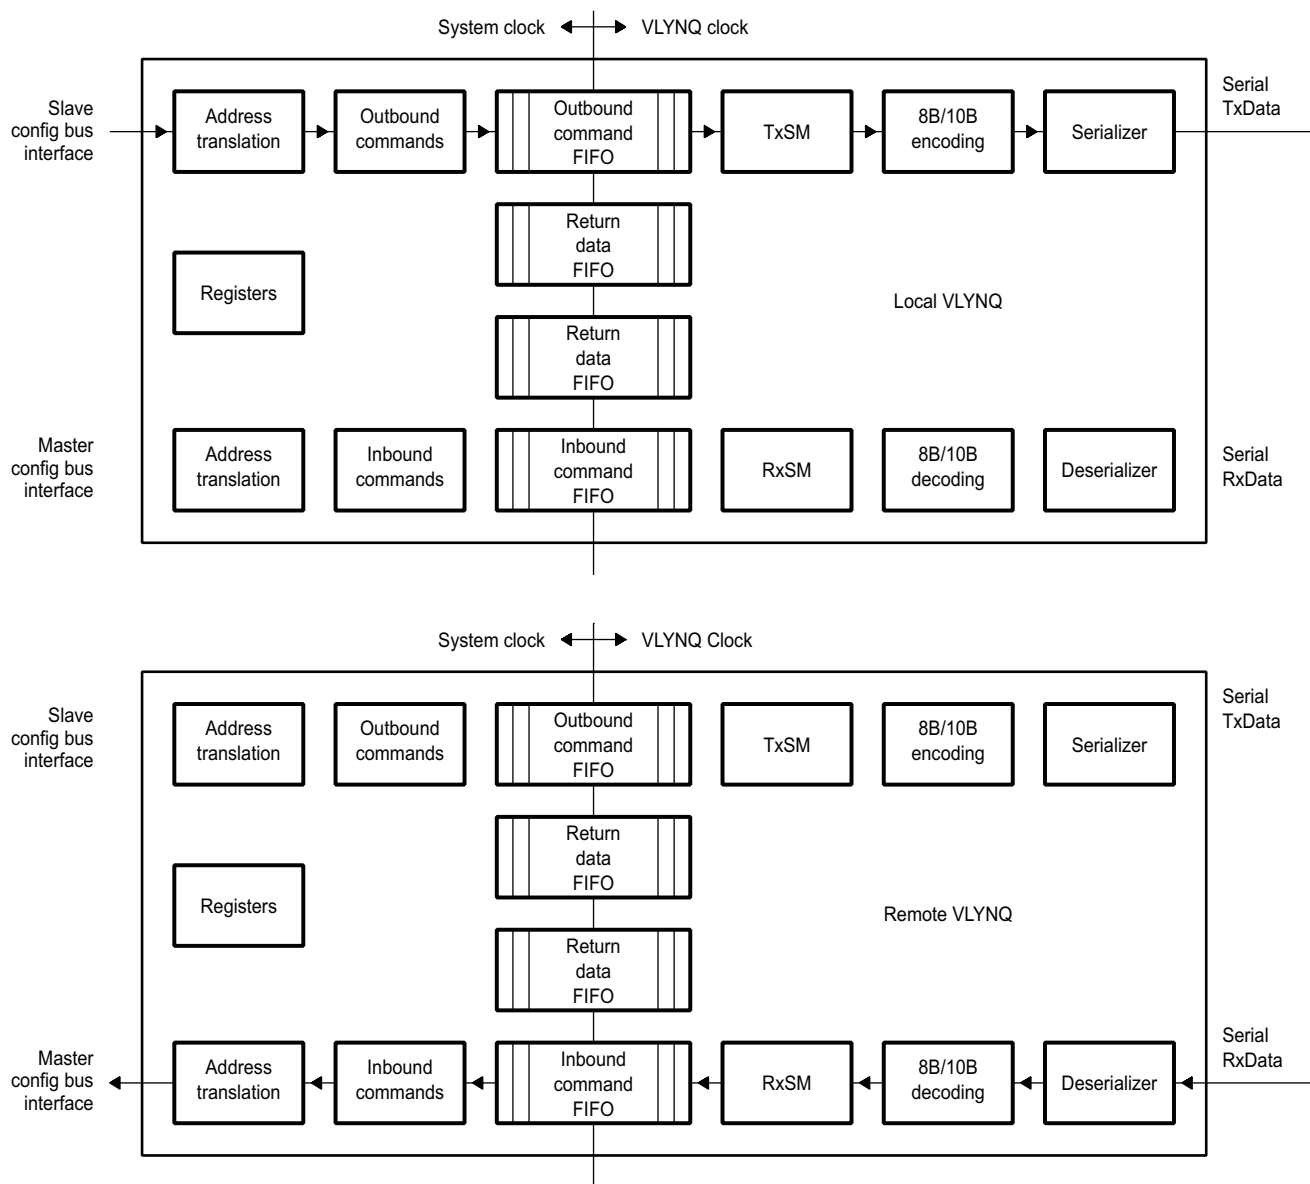 System clock
VLYNQ clock
Slave
config bus
interface
Address
translation
Outbound
commands
Outbound
command
FIFO
TxSM
8B/10B
encoding
Serializer
Serial
TxData
Return
data
FIFO
Registers
Local VLYNQ
Return
data
FIFO
Master
config bus
interface
Address
translation
Inbound
commands
Inbound
command
FIFO
RxSM
8B/10B
decoding
Deserializer
Serial
RxData
System clock
VLYNQ Clock
Slave
config bus
interface
Address
translation
Outbound
commands
Outbound
command
FIFO
TxSM
8B/10B
encoding
Serializer
Serial
TxData
Return
data
FIFO
Registers
Remote VLYNQ
Return
data
FIFO
Master
config bus
interface
Address
translation
Inbound
commands
Inbound
command
FIFO
RxSM
8B/10B
decoding
Deserializer
Serial
RxData